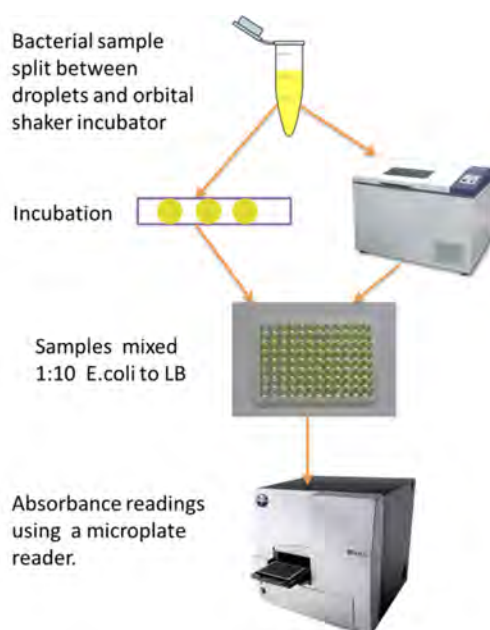 Bacterial sample
split between
droplets and orbital
shaker incubator
Incubation
Samples mixed
1:10 E.coli to LB
Absorbance readings
using a microplate
reader.